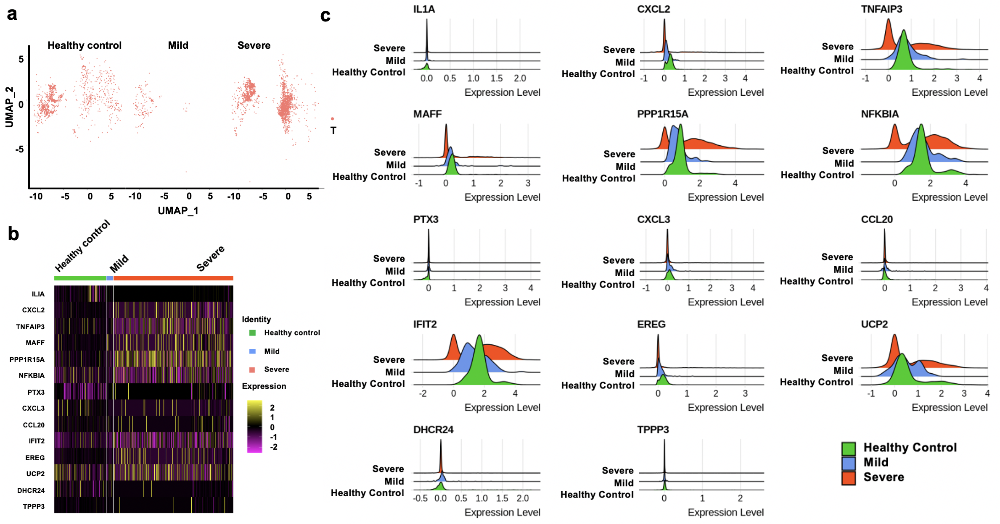 a
Healthy control Mild Severe
5
0
-5
UMAP_2
-10 -5 0 5 -10 -5 0 5 -10 -5 0 5
UMAP_1
T
b
Healthy control Mild Severe
ILIA
CXCL2
TNFAIP3
MAFF
PPP1R15A
NFKBIA
PTX3
CXCL3
CCL20
IFIT2
EREG
UCP2
DHCR24
TPPP3
Identity
Healthy control
Mild
Severe
Expression
2
1
0
-1
-2
c
IL1A
Severe
Mild
Healthy Control
0.0 0.5 1.0 1.5 2.0
Expression Level
CXCL2
Severe
Mild
Healthy Control
-1 0 1 2 3 4
Expression Level
TNFAIP3
Severe
Mild
Healthy Control
-1 0 1 2 3 4
Expression Level
MAFF
Severe
Mild
Healthy Control
-1 0 1 2 3
Expression Level
PPP1R15A
Severe
Mild
Healthy Control
0 2 4
Expression Level
NFKBIA
Severe
Mild
Healthy Control
0 2 4
Expression Level
PTX3
Severe
Mild
Healthy Control
0 1 2 3 4
Expression Level
CXCL3
Severe
Mild
Healthy Control
-1 0 1 2 3 4
Expression Level
CCL20
Severe
Mild
Healthy Control
0 1 2 3 4
Expression Level
IFIT2
Severe
Mild
Healthy Control
-2 0 2 4
Expression Level
EREG
Severe
Mild
Healthy Control
0 1 2 3
Expression Level
UCP2
Severe
Mild
Healthy Control
-1 0 1 2 3 4
Expression Level
DHCR24
Severe
Mild
Healthy Control
-0.5 0.0 0.5 1.0 1.5 2.0
Expression Level
TPPP3
Severe
Mild
Healthy Control
0 1 2
Expression Level
Healthy Control
Mild
Severe